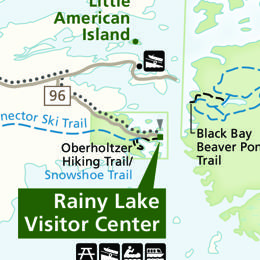 Little
American
Island
96
nector Ski Trail
Oberholtzer
Hiking Trail/
Snowshoe Trail
Black Bay
Beaver Pon
Trail
Rainy Lake
Visitor Center